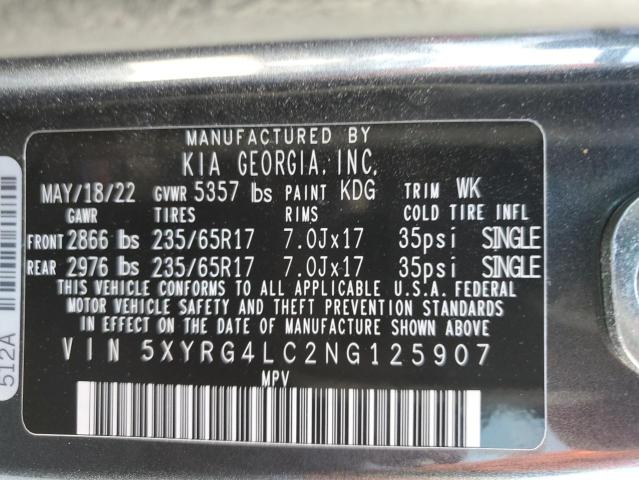 MANUFACTURED BY
KIA GEORGIA, INC.
MAY/18/22 GVWR 5357 lbs PAINT KDG TRIM WK
GAWR TIRES RIMS COLD TIRE INFL
FRONT 2866 lbs 235/65R17 7.0Jx17 35psi SINGLE
REAR 2976 lbs 235/65R17 7.0Jx17 35psi SINGLE
THIS VEHICLE CONFORMS TO ALL APPLICABLE U.S.A. FEDERAL
MOTOR VEHICLE SAFETY AND THEFT PREVENTION STANDARDS
IN EFFECT ON THE DATE OF MANUFACTURE SHOWN ABOVE.
VIN 5XYRG4LC2NG125907
MPV
512A